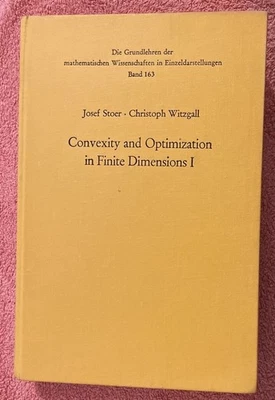 Die Grundlehren der
mathematischen Wissenschaften in Einzeldarstellungen
Band 163
Josef Stoer · Christoph Witzgall
Convexity and Optimization
in Finite Dimensions I